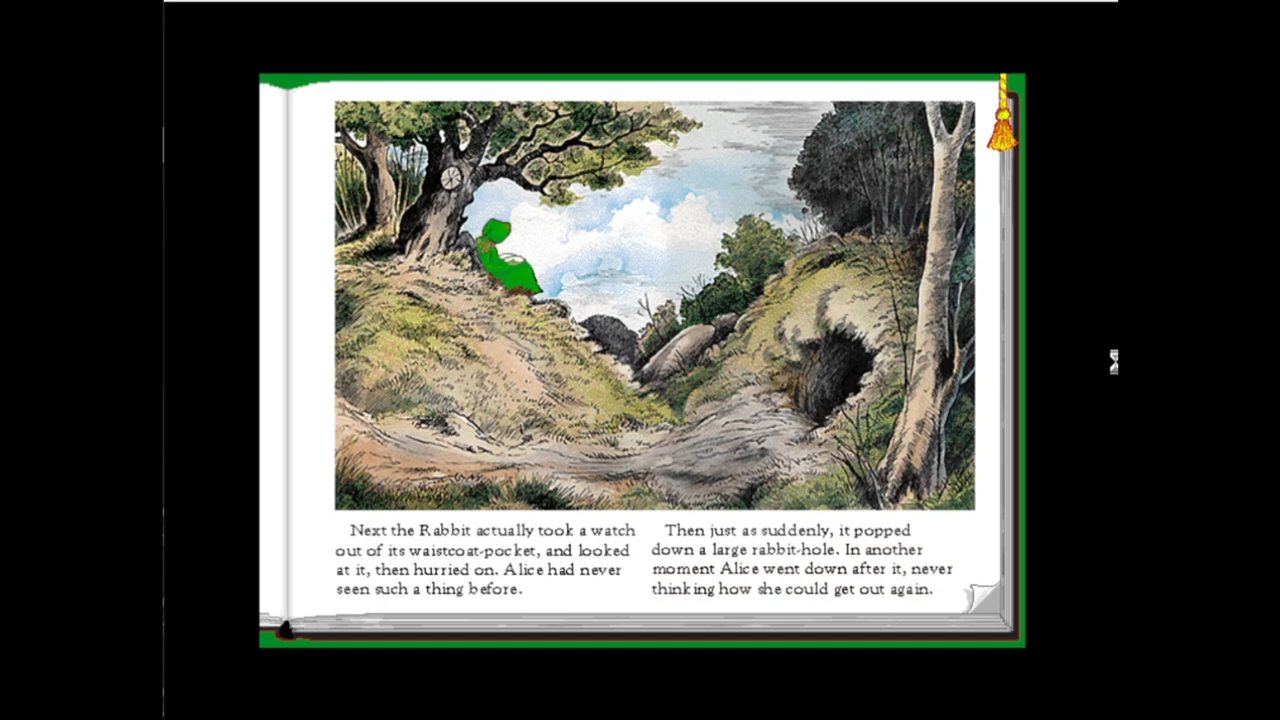 Next the Rabbit actually took a watch
out of its waistcoat-pocket, and looked
at it, then hurried on. Alice had never
seen such a thing before.
Then just as suddenly, it popped
down a large rabbit-hole. In another
moment Alice went down after it, never
thinking how she could get out again.